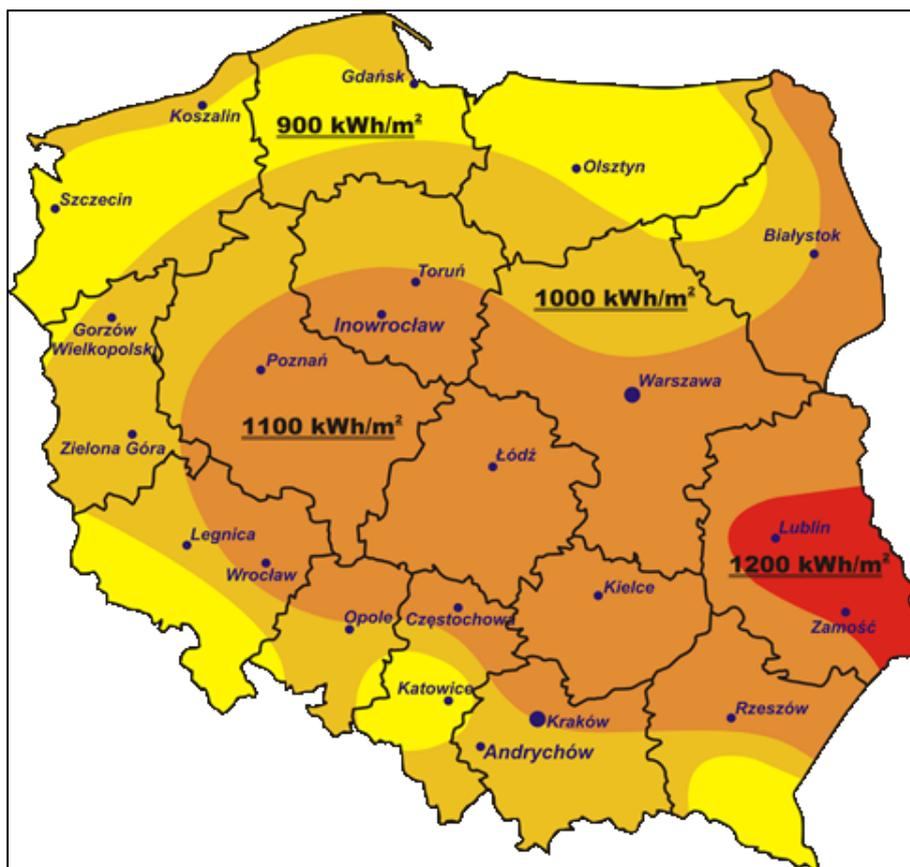 Gdańsk
Koszalin
900 kWh/m²
Olsztyn
Szczecin
Białystok
Toruń
1000 kWh/m²
Inowrocław
Gorzów
Wielkopolski
Poznań
Warszawa
1100 kWh/m²
Zielona Góra
Łódź
Lublin
Legnica
1200 kWh/m²
Wrocław
Kielce
Opole
Częstochowa
Zamość
Katowice
Rzeszów
Kraków
Andrychów